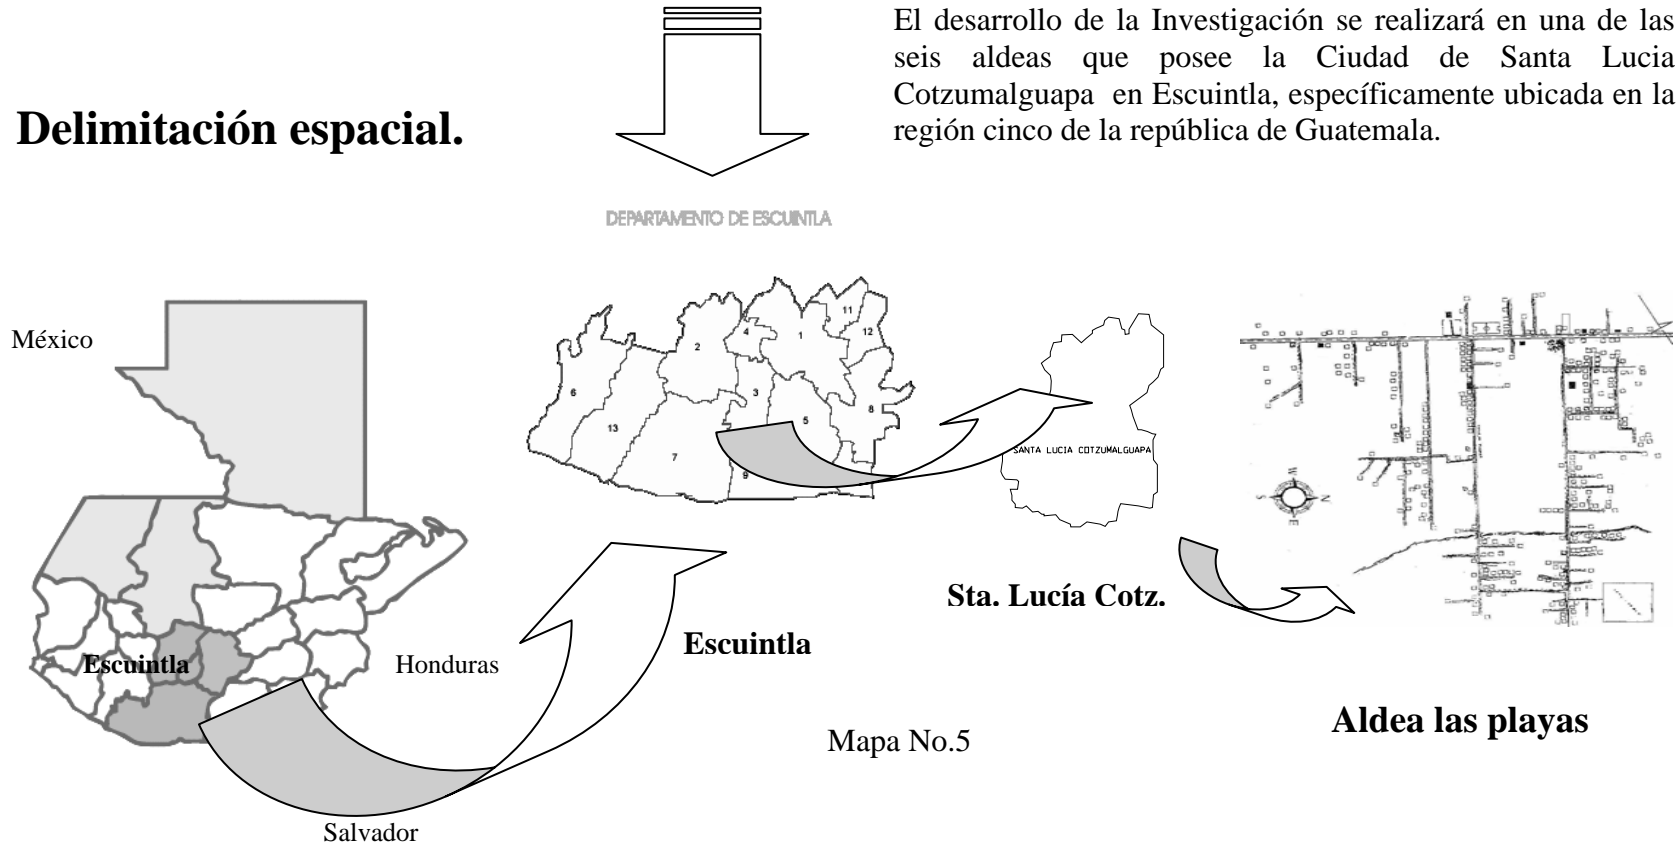 El desarrollo de la Investigación se realizará en una de las
seis aldeas que posee la Ciudad de Santa Lucia
Cotzumalguapa en Escuintla, específicamente ubicada en la
región cinco de la república de Guatemala.
Delimitación espacial.
DEPARTAMENTO DE ESCUINTLA
México
Escuintla
Honduras
Salvador
11
12
4
1
2
3
6
13
5
8
7
9
Escuintla
SANTA LUCIA COTZUMALGUAPA
Sta. Lucía Cotz.
W
N
S
E
Aldea las playas
Mapa No.5